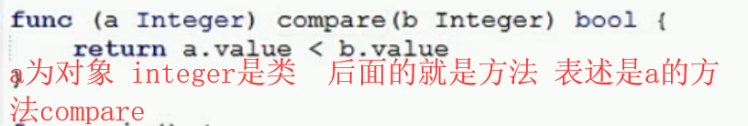 func (a Integer) compare(b Integer) bool {
return a.value < b.value
}
a为对象 integer是类 后面的就是方法 表述是a的方
法compare